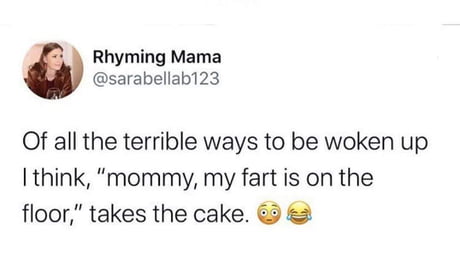 Rhyming Mama
@sarabellab123
Of all the terrible ways to be woken up
I think, "mommy, my fart is on the
floor," takes the cake. 😳😂